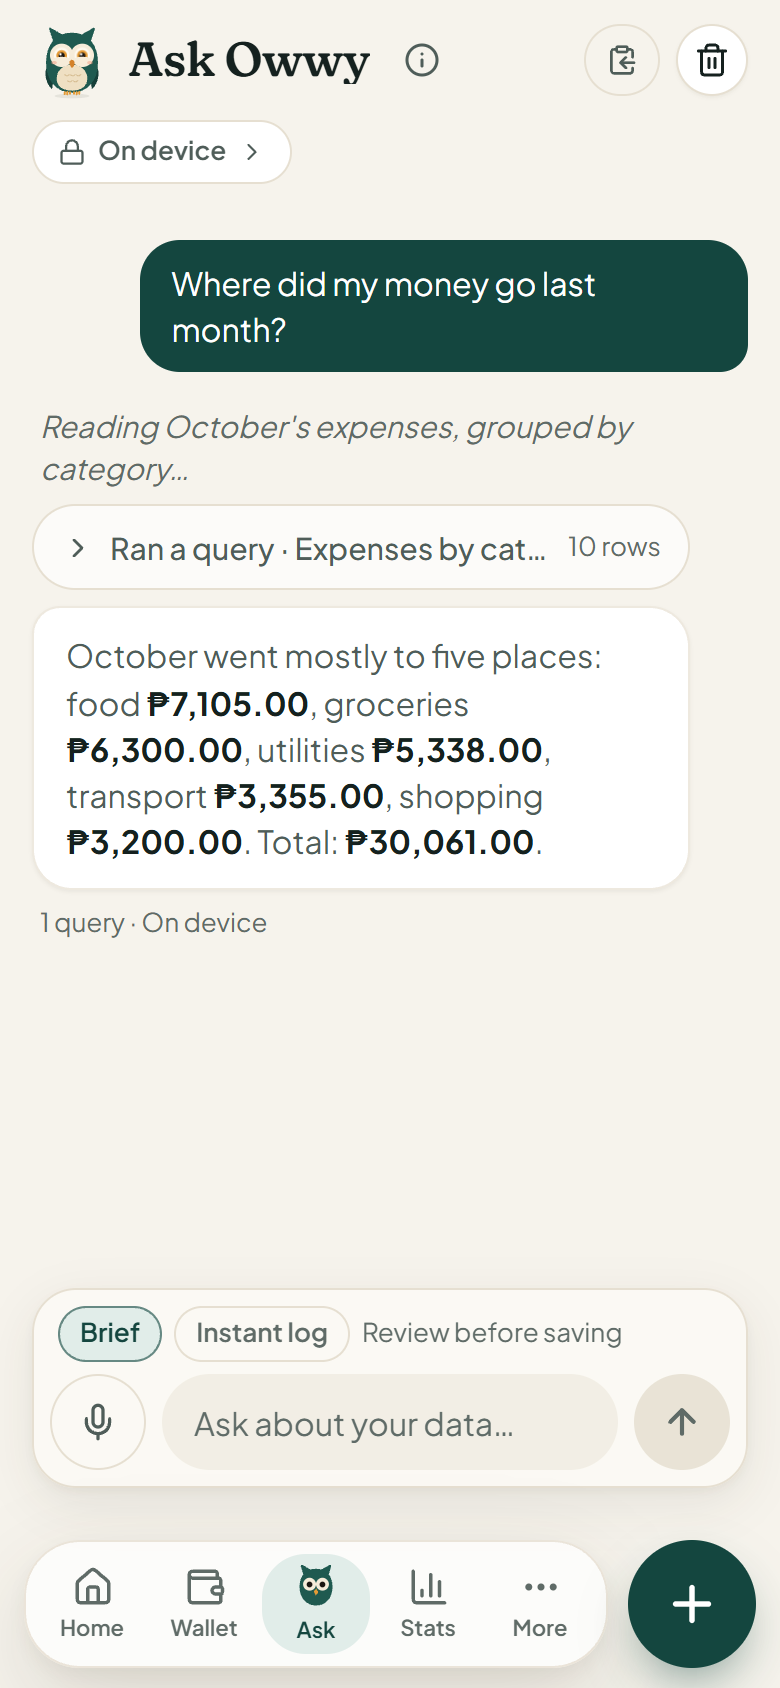 Ask Owwy
On device
Where did my money go last
month?
Reading October's expenses, grouped by
category...
Ran a query · Expenses by cat... 10 rows
October went mostly to five places:
food ₱7,105.00, groceries
₱6,300.00, utilities ₱5,338.00,
transport ₱3,355.00, shopping
₱3,200.00. Total: ₱30,061.00.
1 query · On device
Brief Instant log Review before saving
Ask about your data...
Home Wallet Ask Stats More